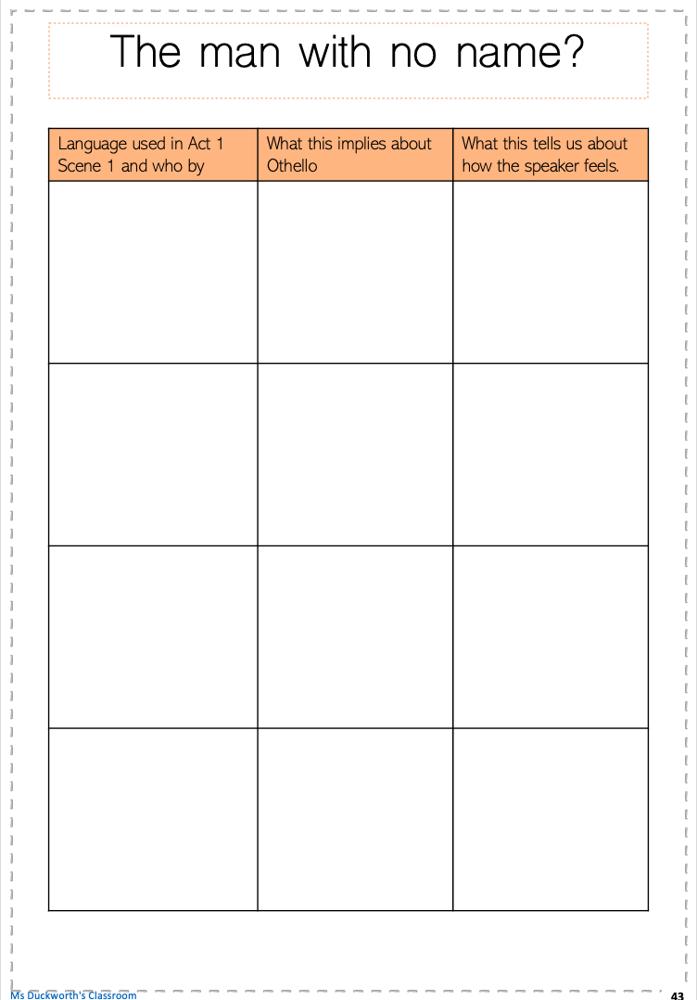 The man with no name?
Language used in Act 1
Scene 1 and who by
What this implies about
Othello
What this tells us about
how the speaker feels.
Ms Duckworth's Classroom
43